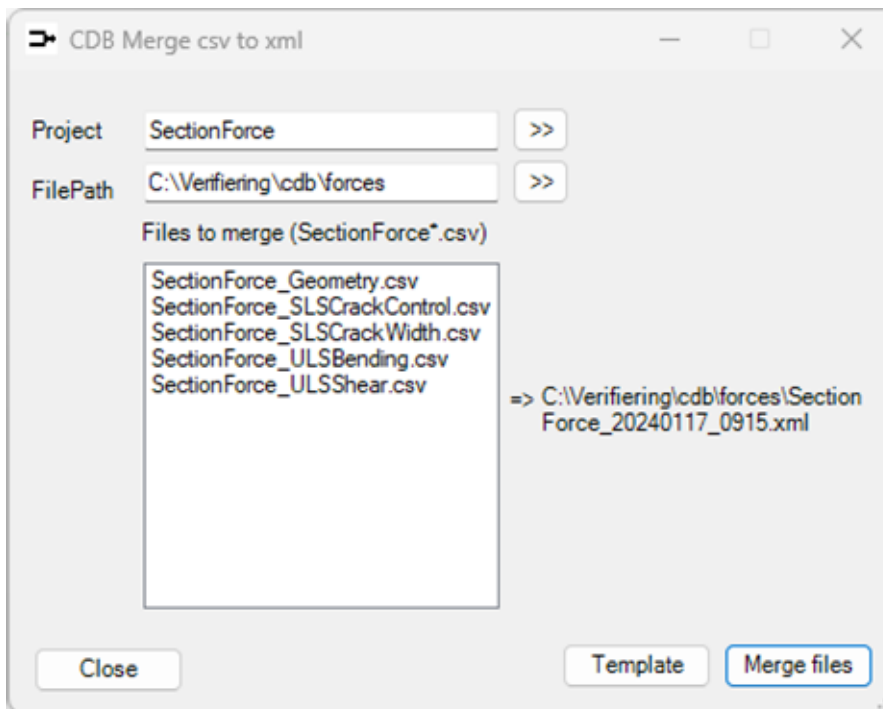 CDB Merge csv to xml
Project
SectionForce
>>
FilePath
C:\Verifiering\cdb\forces
>>
Files to merge (SectionForce*.csv)
SectionForce_Geometry.csv
SectionForce_SLSCrackControl.csv
SectionForce_SLSCrackWidth.csv
SectionForce_ULSBending.csv
SectionForce_ULSShear.csv
=> C:\Verifiering\cdb\forces\Section
Force_20240117_0915.xml
Close
Template
Merge files